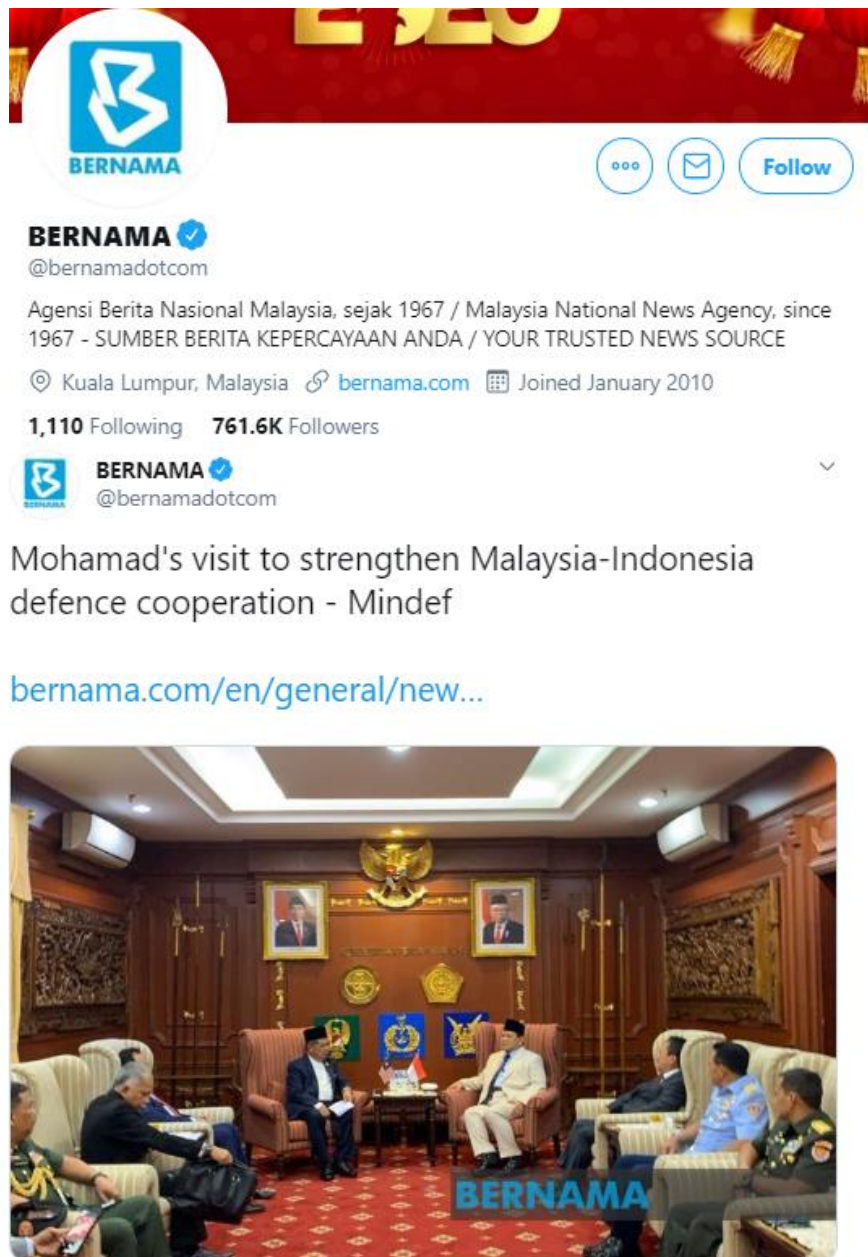 2020
BERNAMA
Follow
BERNAMA
@bernamadotcom
Agensi Berita Nasional Malaysia, sejak 1967 / Malaysia National News Agency, since
1967 - SUMBER BERITA KEPERCAYAAN ANDA / YOUR TRUSTED NEWS SOURCE
Kuala Lumpur, Malaysia bernama.com Joined January 2010
1,110 Following 761.6K Followers
BERNAMA
BERNAMA
@bernamadotcom
Mohamad's visit to strengthen Malaysia-Indonesia
defence cooperation - Mindef
bernama.com/en/general/new...
BERNAMA